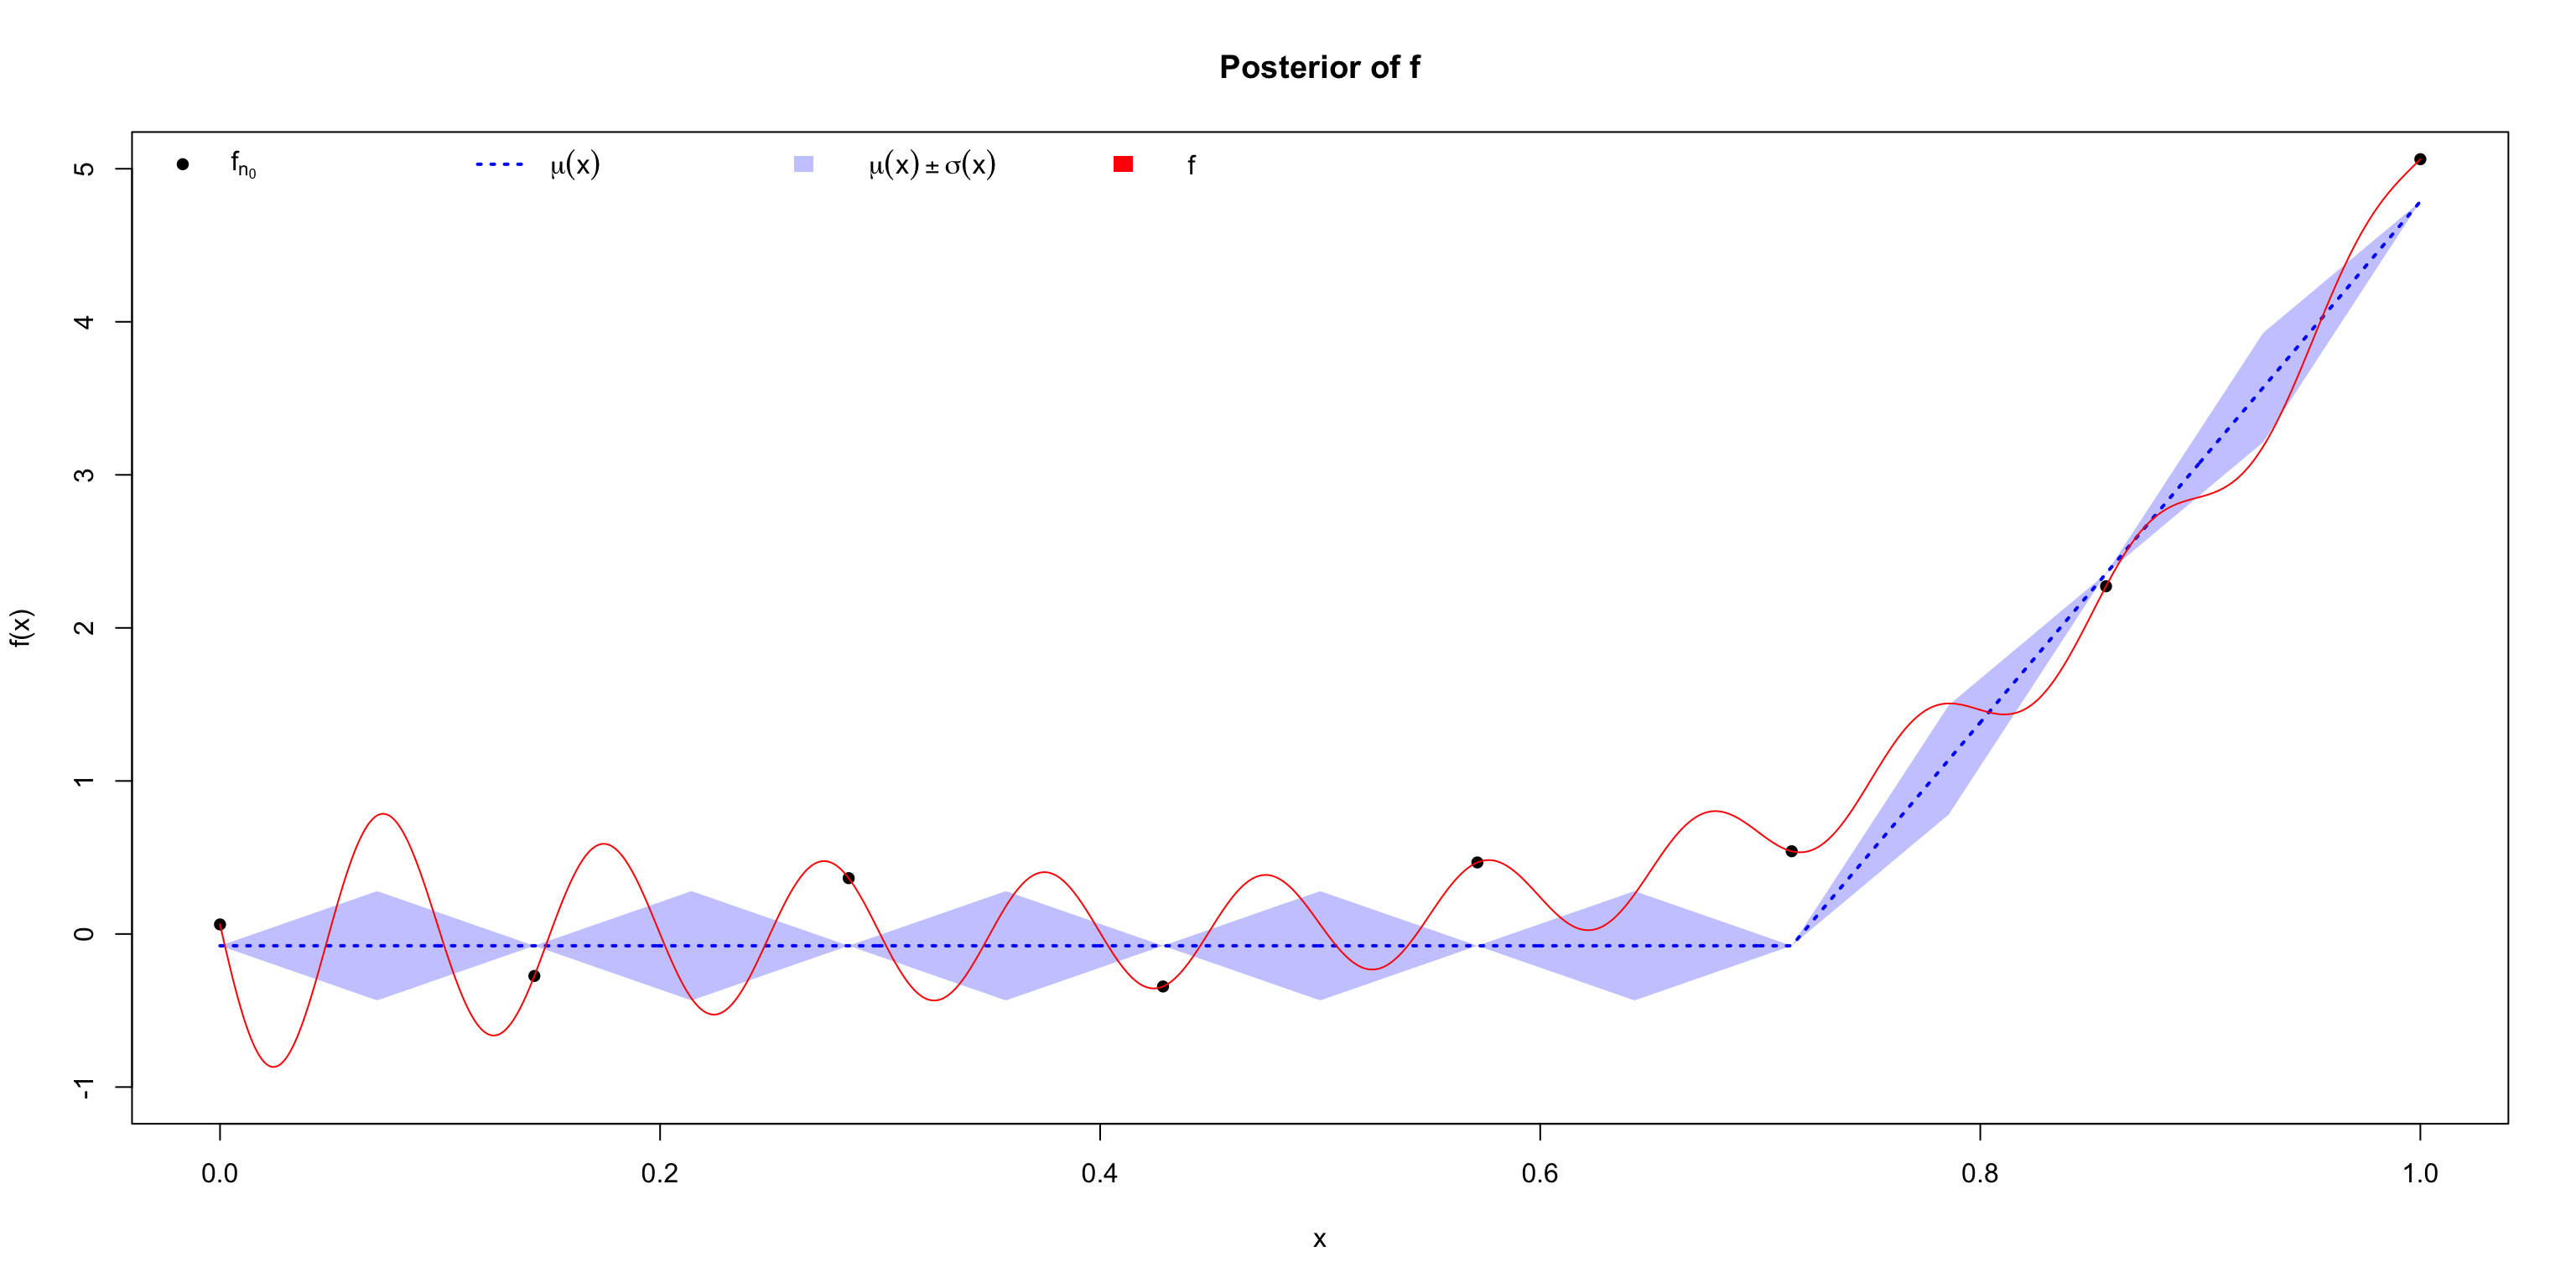 Posterior of f
f_{n_0} μ(x) μ(x) ± σ(x) f
5
4
3
2
1
0
-1
f(x)
0.0 0.2 0.4 0.6 0.8 1.0
x